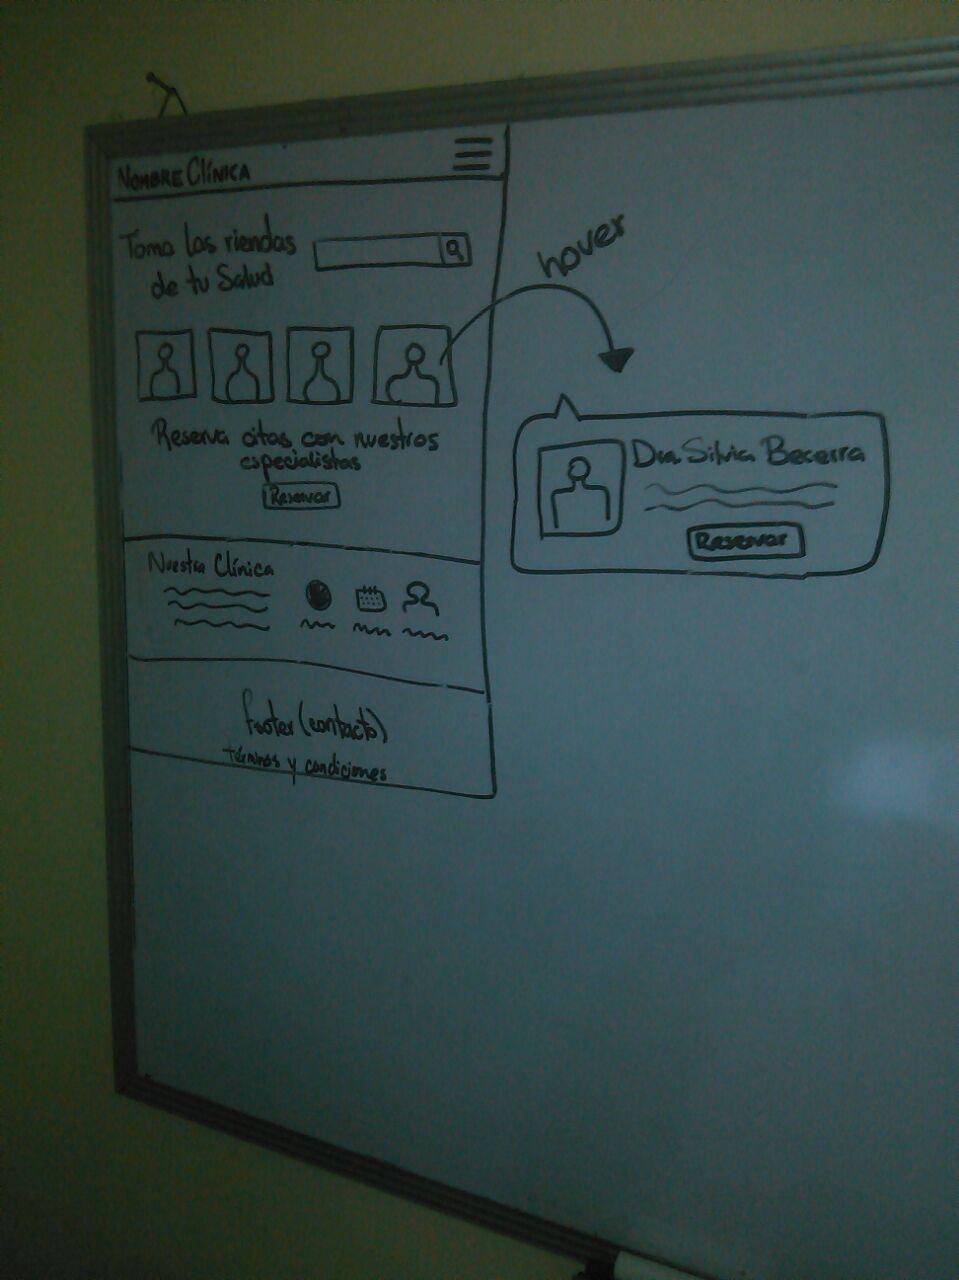 NOMBRE CLÍNICA
Toma las riendas
de tu Salud
hover
Reserva citas con nuestros
especialistas
Reservar
Dra. Silvia Becerra
Reservar
Nuestra Clínica
footer (contacto)
términos y condiciones